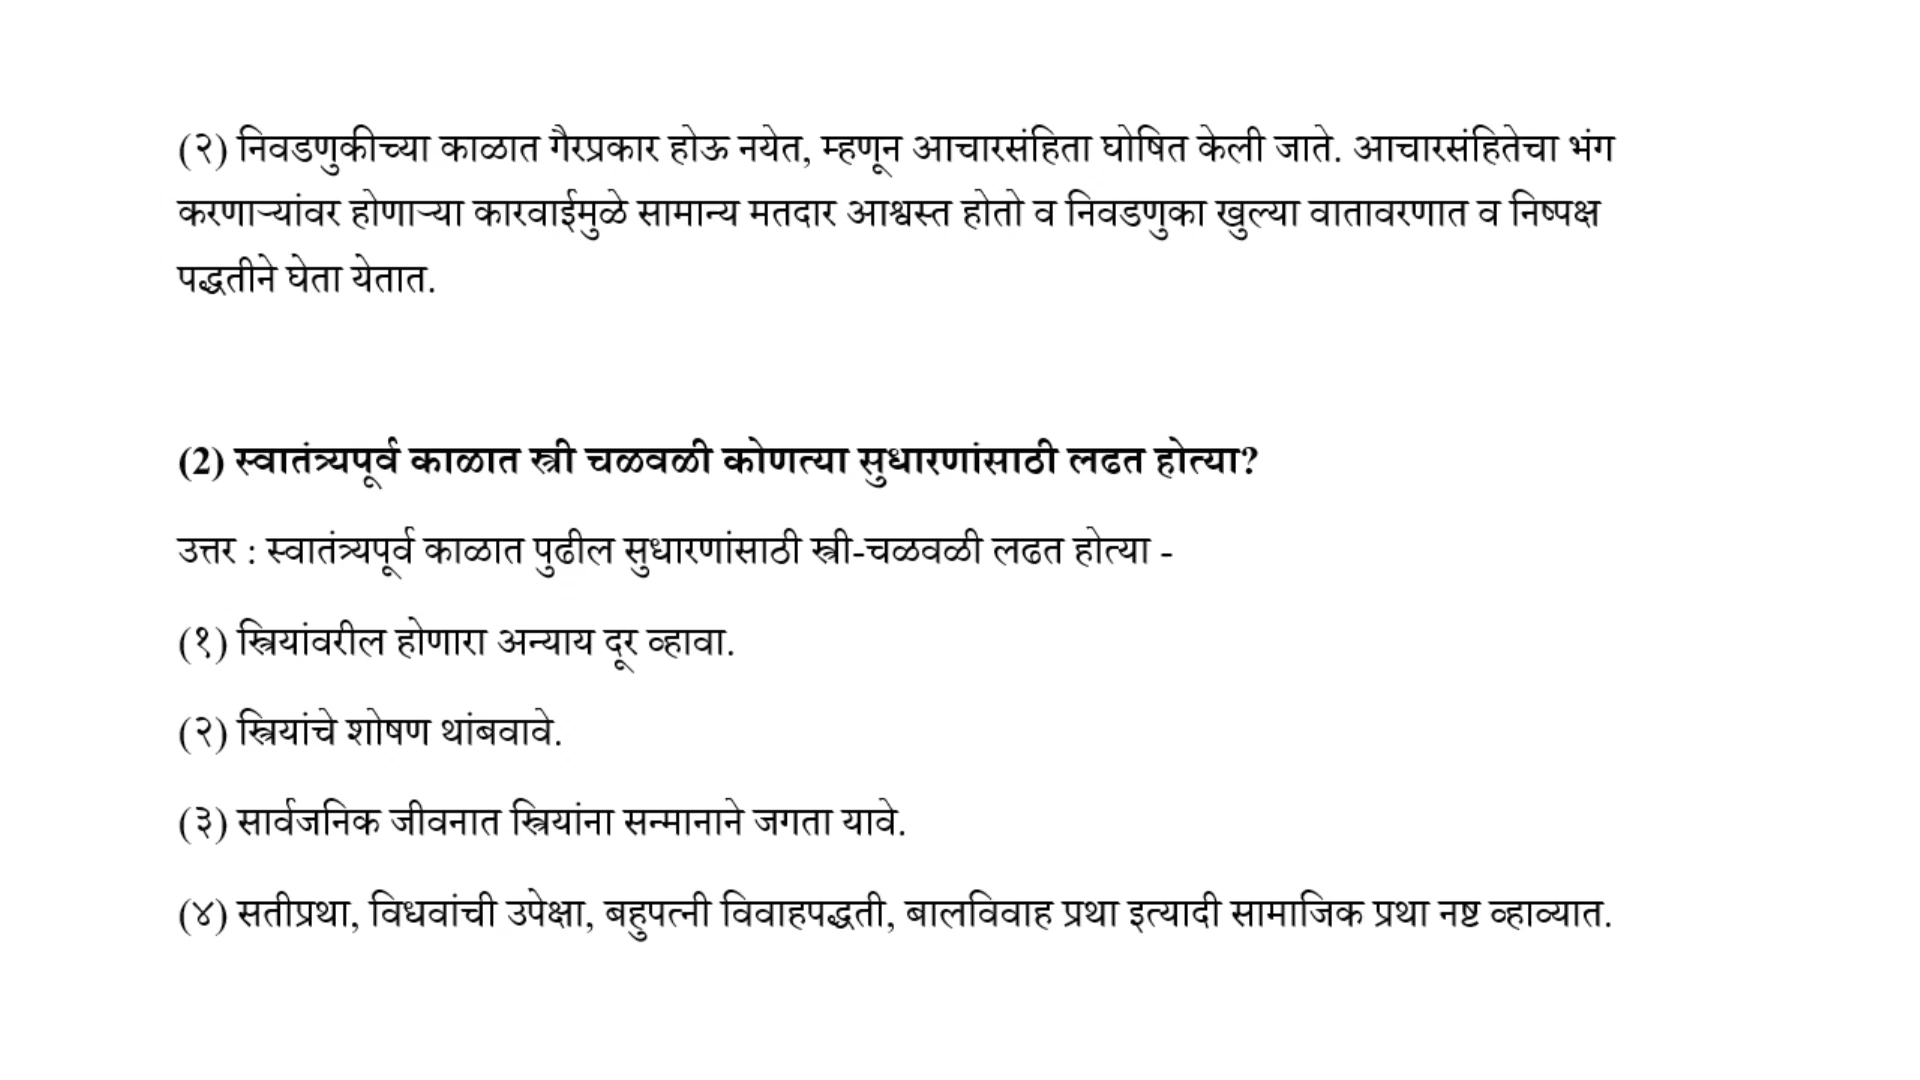 (२) निवडणुकीच्या काळात गैरप्रकार होऊ नयेत, म्हणून आचारसंहिता घोषित केली जाते. आचारसंहितेचा भंग
करणाऱ्यांवर होणाऱ्या कारवाईमुळे सामान्य मतदार आश्वस्त होतो व निवडणुका खुल्या वातावरणात व निष्पक्ष
पद्धतीने घेता येतात.
(2) स्वातंत्र्यपूर्व काळात स्त्री चळवळी कोणत्या सुधारणांसाठी लढत होत्या?
उत्तर : स्वातंत्र्यपूर्व काळात पुढील सुधारणांसाठी स्त्री-चळवळी लढत होत्या -
(१) स्त्रियांवरील होणारा अन्याय दूर व्हावा.
(२) स्त्रियांचे शोषण थांबवावे.
(३) सार्वजनिक जीवनात स्त्रियांना सन्मानाने जगता यावे.
(४) सतीप्रथा, विधवांची उपेक्षा, बहुपत्नी विवाहपद्धती, बालविवाह प्रथा इत्यादी सामाजिक प्रथा नष्ट व्हाव्यात.